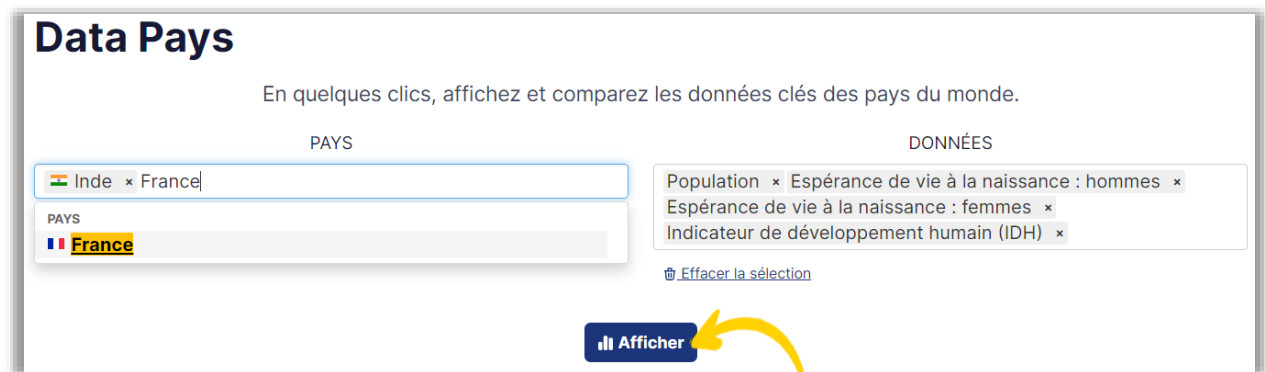 Data Pays
En quelques clics, affichez et comparez les données clés des pays du monde.
PAYS
DONNÉES
Inde × France
PAYS
France
Population × Espérance de vie à la naissance : hommes ×
Espérance de vie à la naissance : femmes ×
Indicateur de développement humain (IDH) ×
Effacer la sélection
Afficher